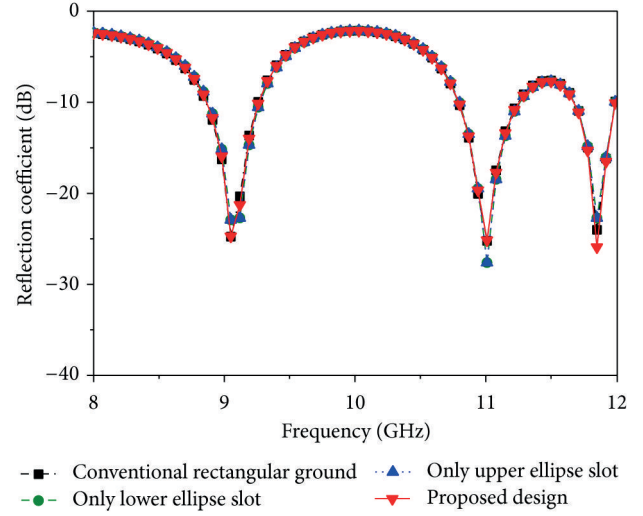 0
−10
−20
−30
−40
Reflection coefficient (dB)
8 9 10 11 12
Frequency (GHz)
Conventional rectangular ground
Only upper ellipse slot
Only lower ellipse slot
Proposed design